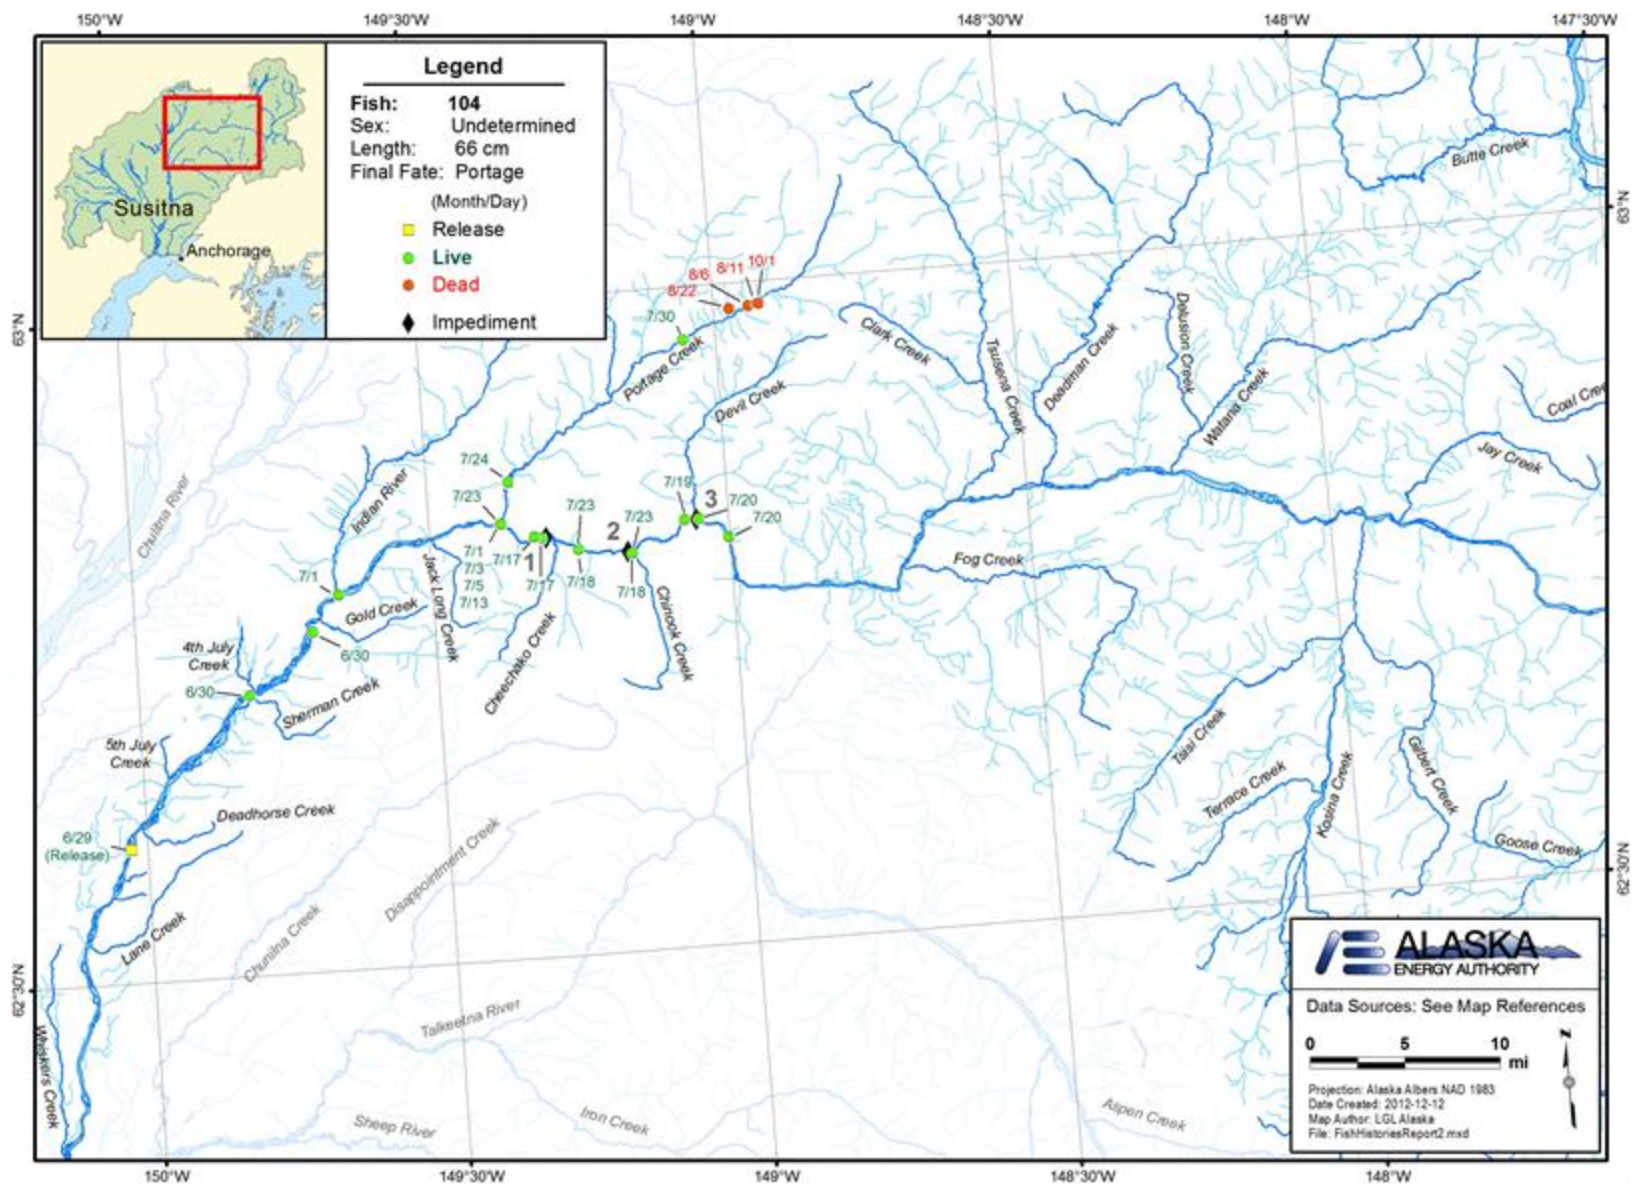 150°W
149°30'W
149°W
148°30'W
148°W
147°30'W
Susitna
Anchorage
Legend
Fish: 104
Sex: Undetermined
Length: 66 cm
Final Fate: Portage
(Month/Day)
Release
Live
Dead
Impediment
63°N
63°N
Butte Creek
8/6
8/11
10/1
8/22
7/30
Portage Creek
Clark Creek
Tsusena Creek
Deadman Creek
Delusion Creek
Watana Creek
Coal Cree
Jay Creek
Devil Creek
Chulitna River
Indian River
7/24
7/23
7/23
7/19
3
7/20
7/20
2
7/23
7/1
7/3
7/5
7/13
7/17
1
7/17
7/18
7/18
Fog Creek
7/1
Gold Creek
Jack Long Creek
Cheechako Creek
Chinook Creek
6/30
4th July
Creek
6/30
Sherman Creek
5th July
Creek
Deadhorse Creek
6/29
(Release)
Lane Creek
Chunilna Creek
Disappointment Creek
Tsisi Creek
Terrace Creek
Kosina Creek
Gilbert Creek
Goose Creek
62°30'N
62°30'N
Whiskers Creek
Talkeetna River
Sheep River
Iron Creek
Aspen Creek
ALASKA
ENERGY AUTHORITY
Data Sources: See Map References
0 5 10
mi
N
Projection: Alaska Albers NAD 1983
Date Created: 2012-12-12
Map Author: LGL Alaska
File: FishHistoriesReport2.mxd
150°W
149°30'W
149°W
148°30'W
148°W